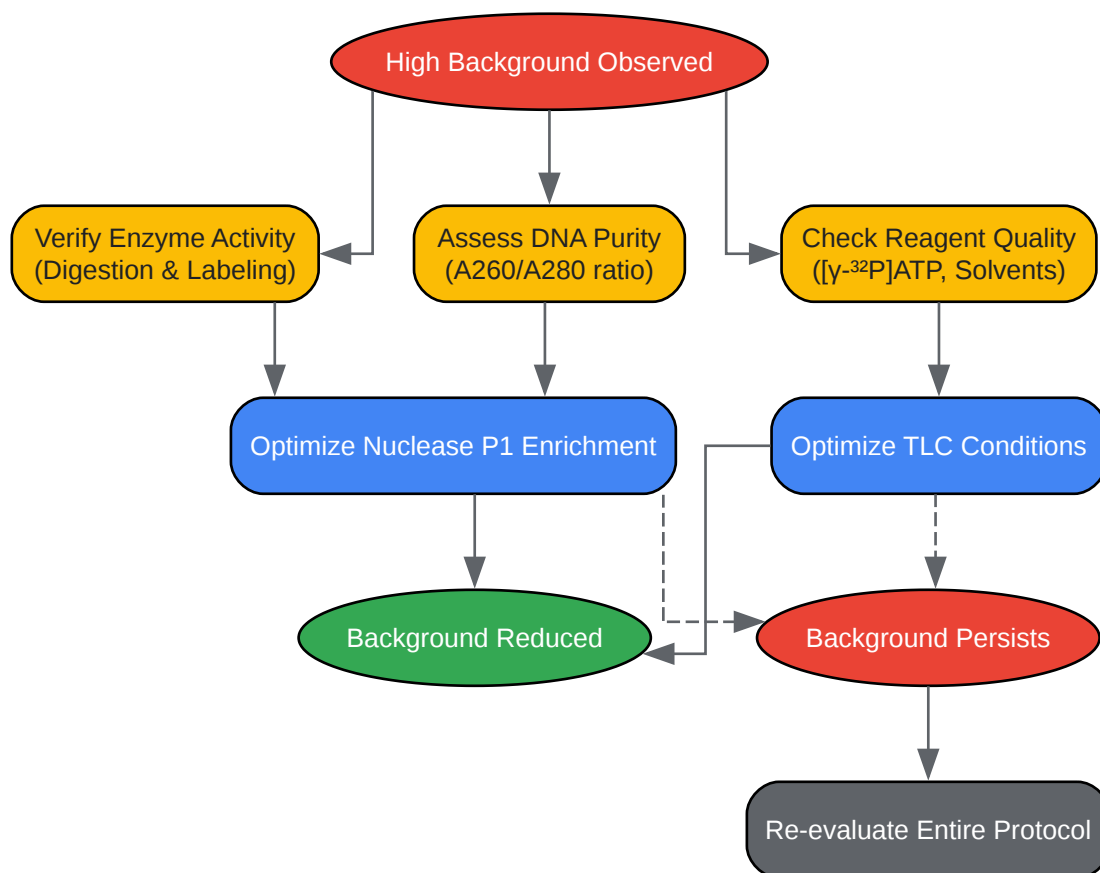 High Background Observed
Verify Enzyme Activity
(Digestion & Labeling)
Assess DNA Purity
(A260/A280 ratio)
Check Reagent Quality
([γ-³²P]ATP, Solvents)
Optimize Nuclease P1 Enrichment
Optimize TLC Conditions
Background Reduced
Background Persists
Re-evaluate Entire Protocol